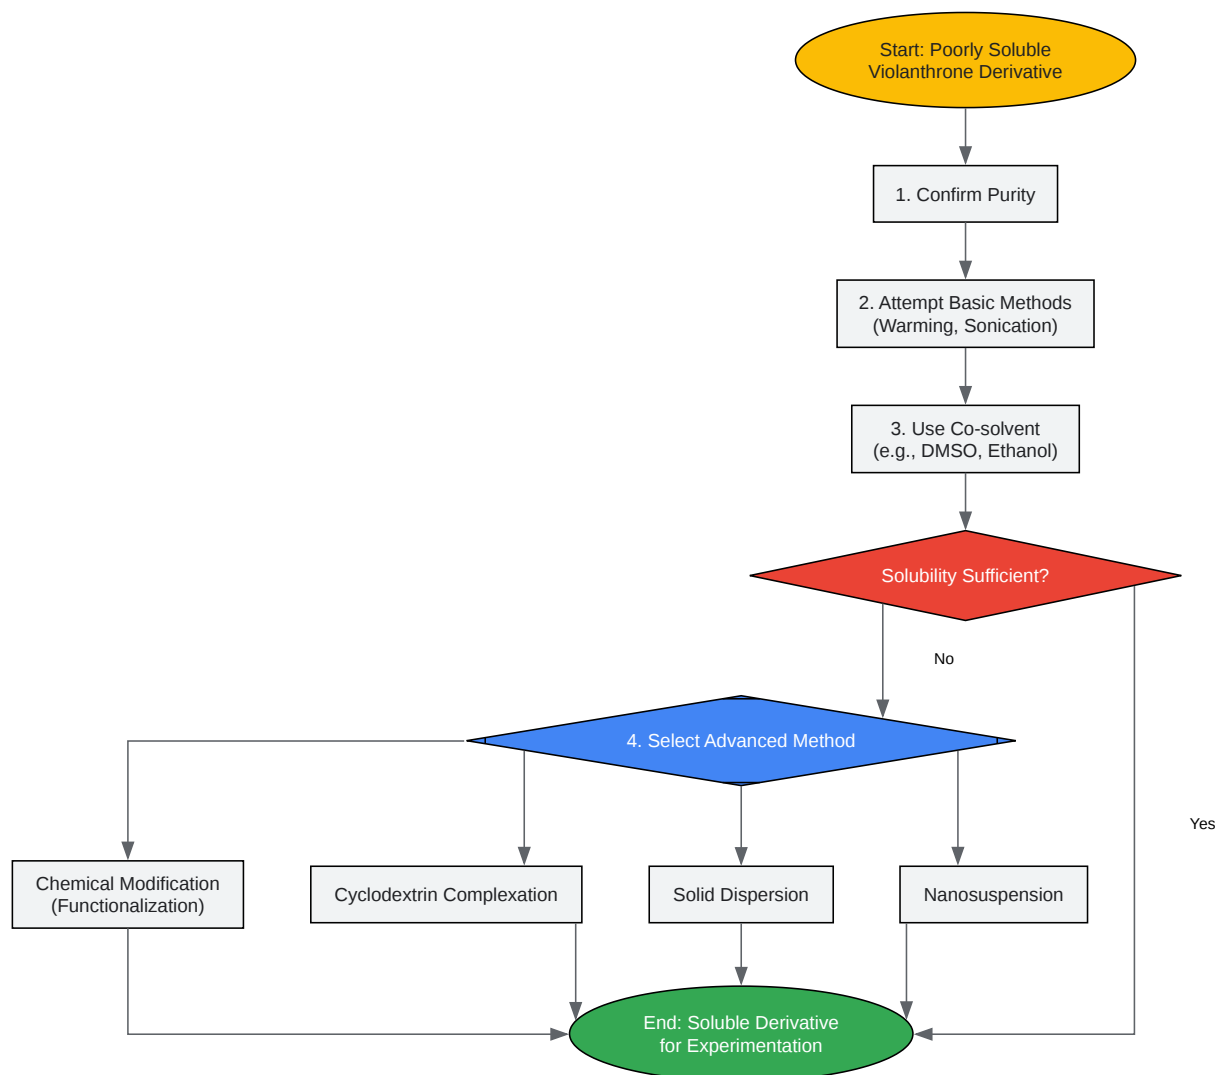 Start: Poorly Soluble
Violanthrone Derivative
1. Confirm Purity
2. Attempt Basic Methods
(Warming, Sonication)
3. Use Co-solvent
(e.g., DMSO, Ethanol)
Solubility Sufficient?
No
4. Select Advanced Method
Yes
Chemical Modification
(Functionalization)
Cyclodextrin Complexation
Solid Dispersion
Nanosuspension
End: Soluble Derivative
for Experimentation